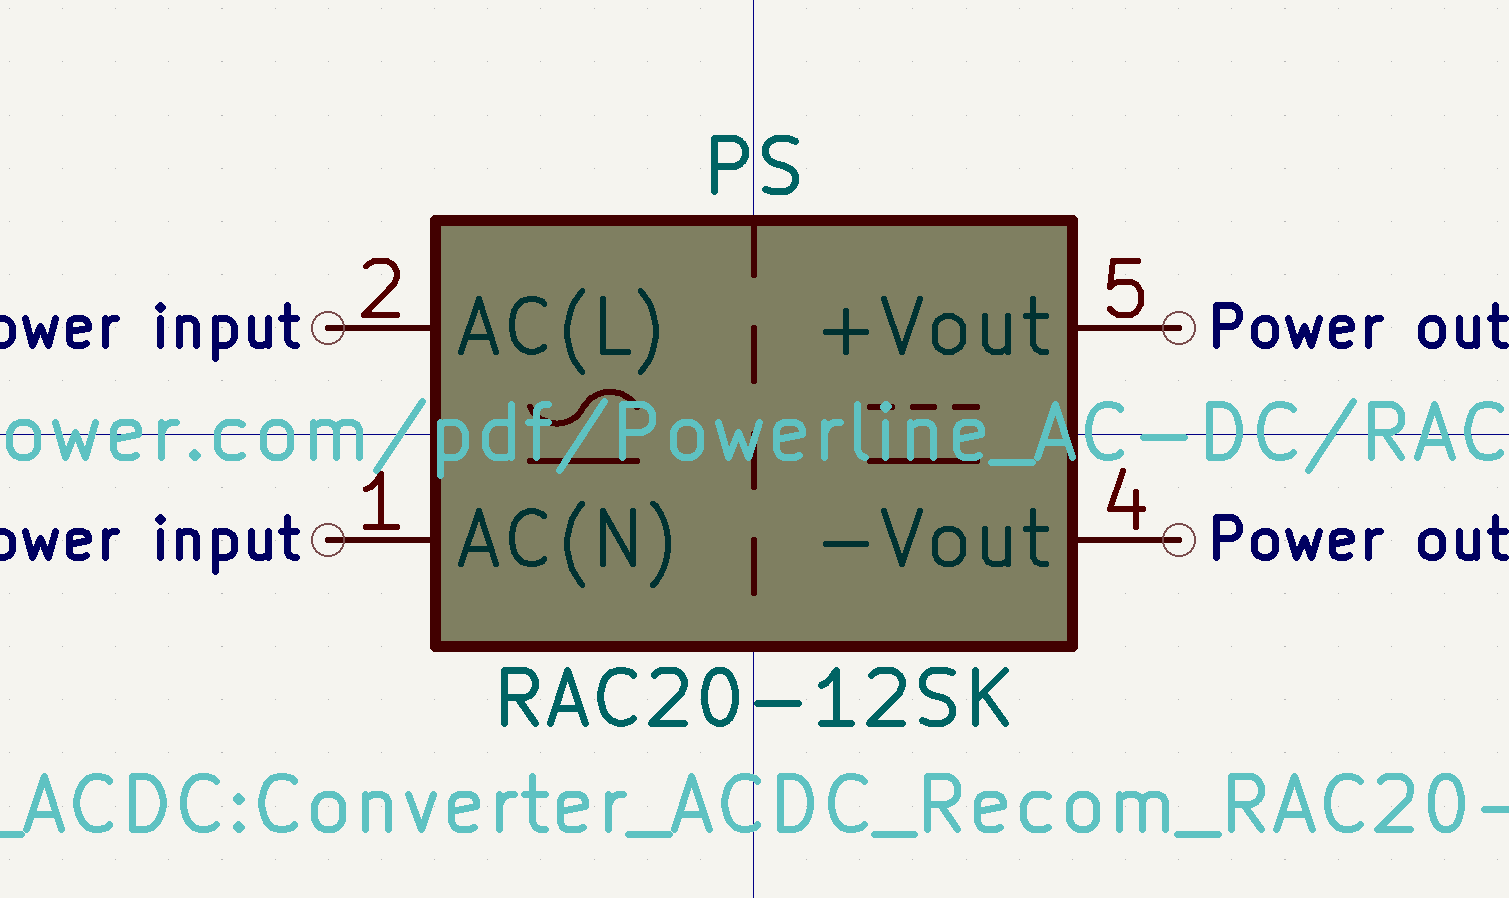 PS
2 5
ower input AC(L) +Vout Power out
ower.com/pdf/Powerline_AC-DC/RAC
1 4
ower input AC(N) -Vout Power out
RAC20-12SK
_ACDC:Converter_ACDC_Recom_RAC20-